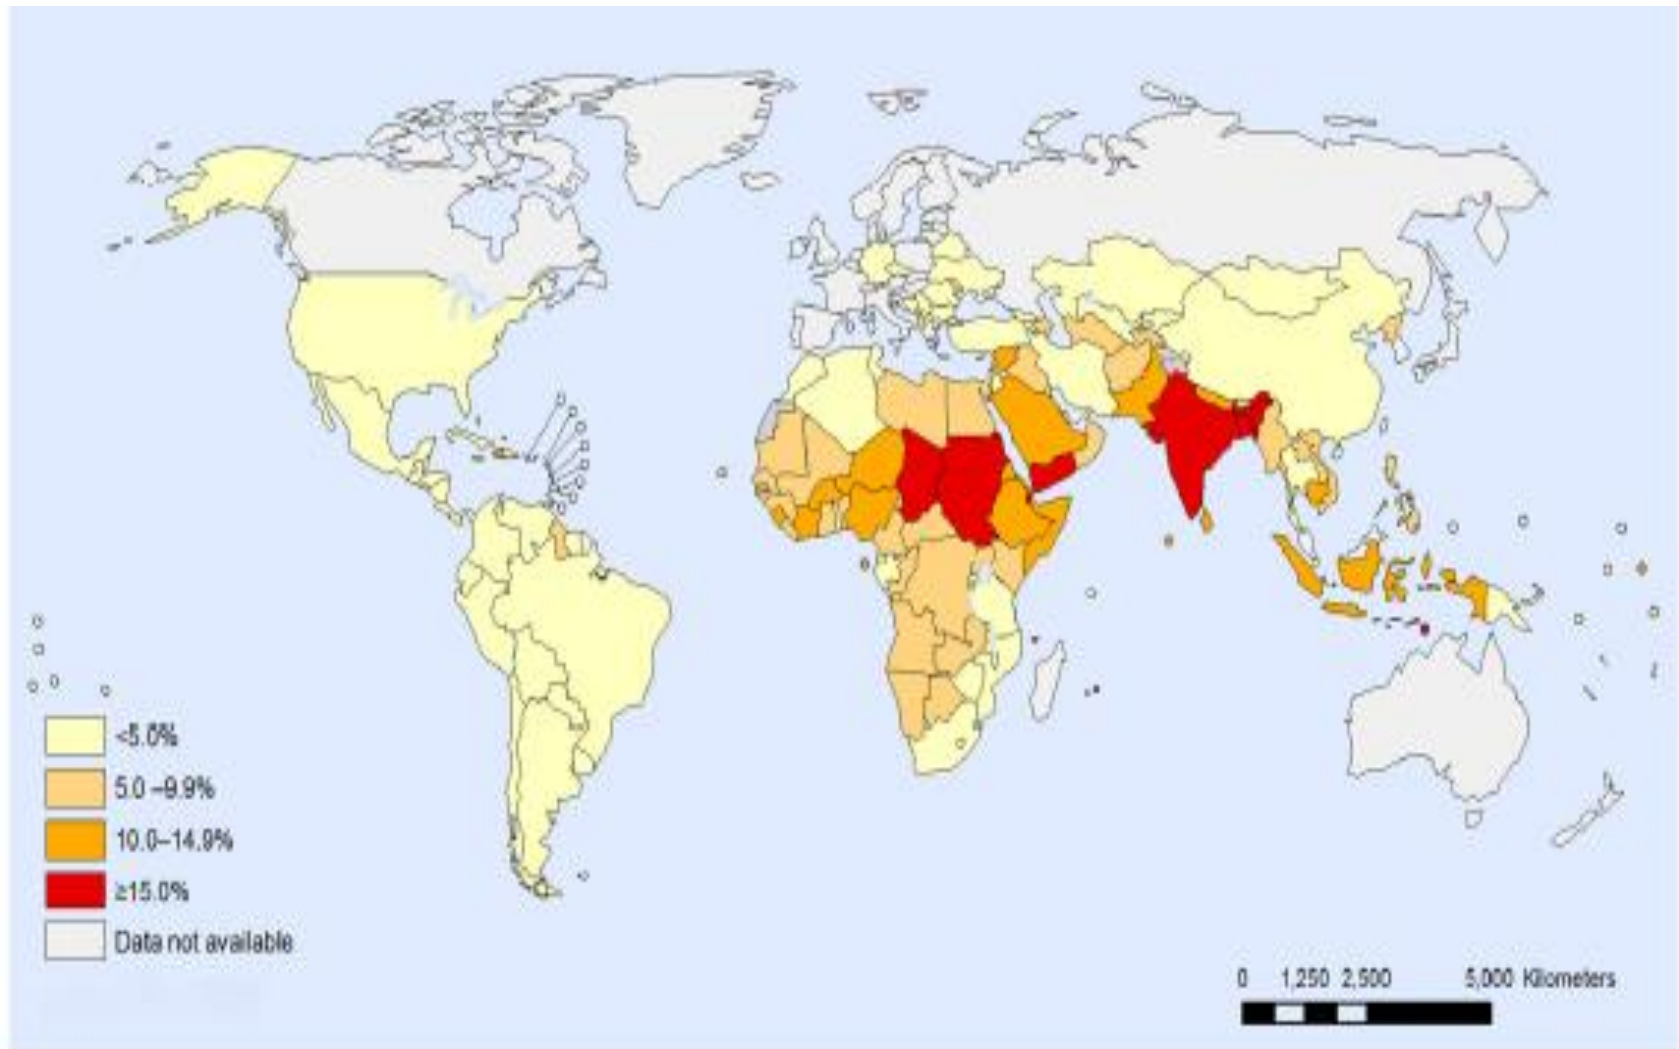 <5.0%
5.0 –9.9%
10.0–14.9%
≥15.0%
Data not available
0 1,250 2,500 5,000 Kilometers